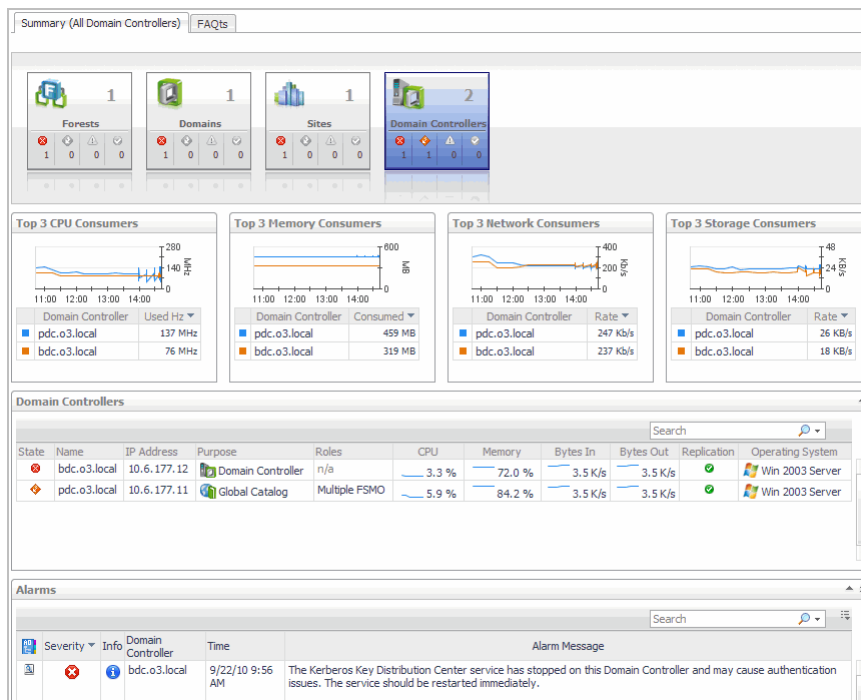 Summary (All Domain Controllers) FAQts
1 1 1 2
Forests Domains Sites Domain Controllers
1 0 0 0 1 0 0 0 1 0 0 0 1 1 0 0
Top 3 CPU Consumers
280
140
0
MHz
11:00 12:00 13:00 14:00
Domain Controller Used Hz
pdc.o3.local 137 MHz
bdc.o3.local 76 MHz
Top 3 Memory Consumers
600
0
MB
11:00 12:00 13:00 14:00
Domain Controller Consumed
pdc.o3.local 459 MB
bdc.o3.local 319 MB
Top 3 Network Consumers
400
200
0
Kb/s
11:00 12:00 13:00 14:00
Domain Controller Rate
pdc.o3.local 247 Kb/s
bdc.o3.local 237 Kb/s
Top 3 Storage Consumers
48
24
0
KB/s
11:00 12:00 13:00 14:00
Domain Controller Rate
pdc.o3.local 26 KB/s
bdc.o3.local 18 KB/s
Domain Controllers
Search
State Name IP Address Purpose Roles CPU Memory Bytes In Bytes Out Replication Operating System
bdc.o3.local 10.6.177.12 Domain Controller n/a 3.3 % 72.0 % 3.5 K/s 3.5 K/s Win 2003 Server
pdc.o3.local 10.6.177.11 Global Catalog Multiple FSMO 5.9 % 84.2 % 3.5 K/s 3.5 K/s Win 2003 Server
Alarms
Search
Severity Info Domain Controller Time Alarm Message
bdc.o3.local 9/22/10 9:56 AM The Kerberos Key Distribution Center service has stopped on this Domain Controller and may cause authentication
issues. The service should be restarted immediately.